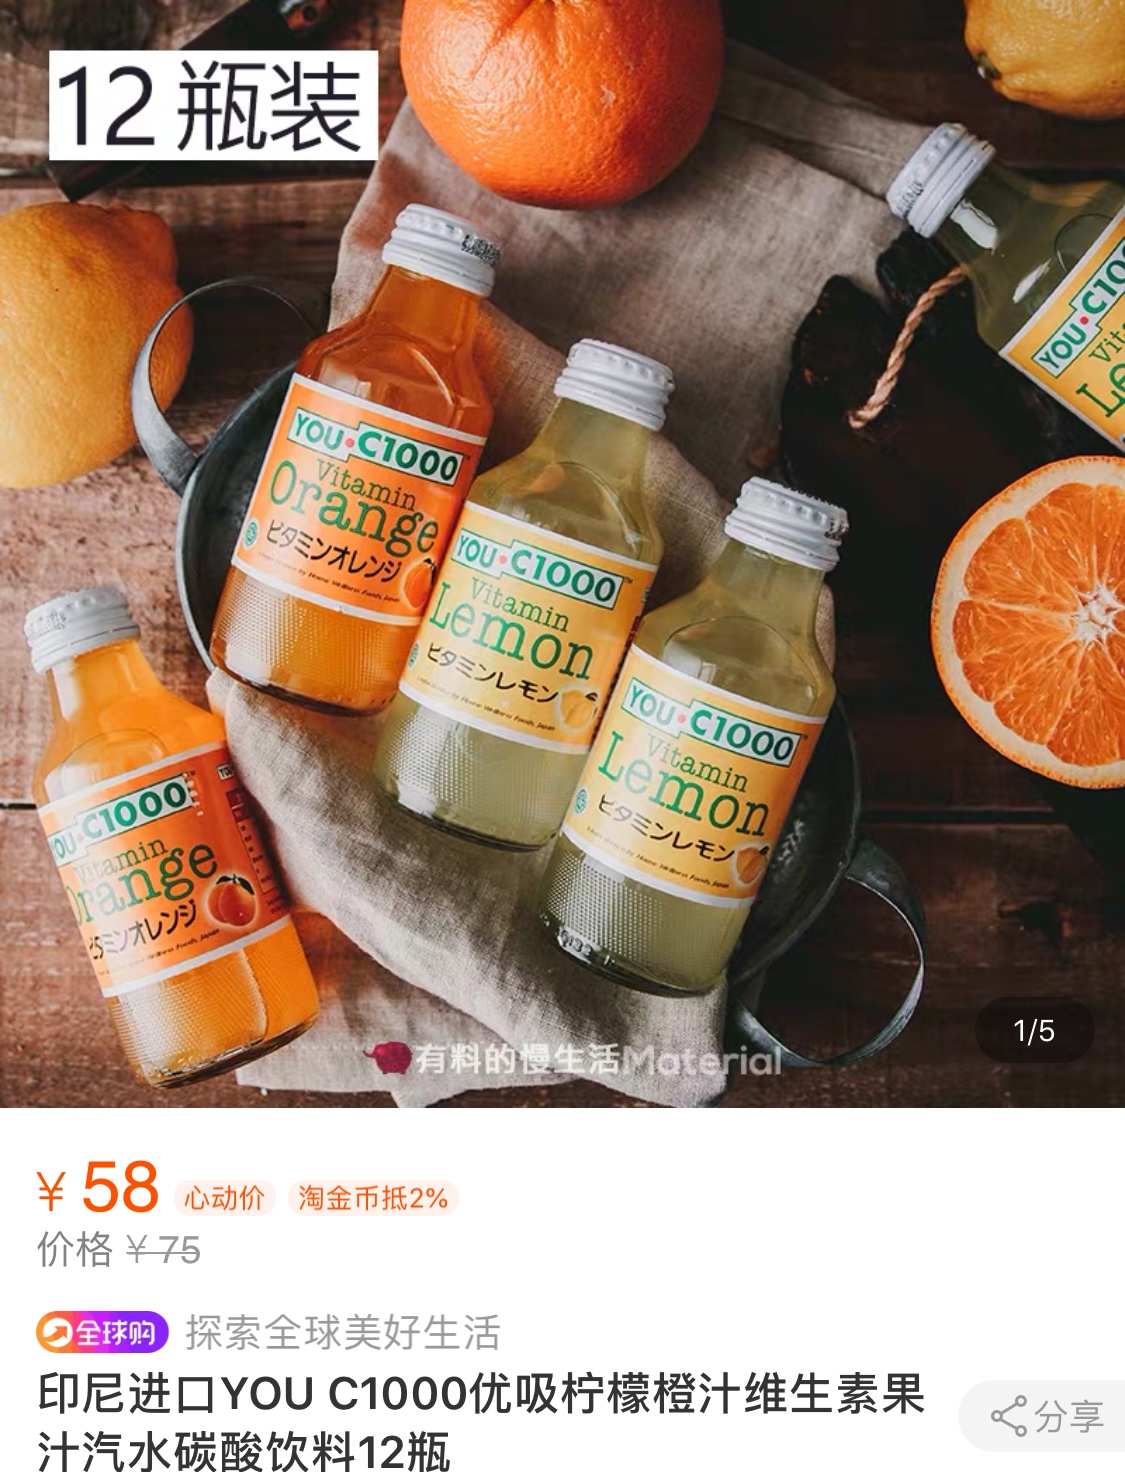 12瓶装
YOU·C1000
Vitamin
Orange
ビタミンオレンジ
YOU·C1000
Vitamin
Lemon
ビタミンレモン
YOU·C1000
Vitamin
Lemon
ビタミンレモン
YOU·C1000
Vitamin
Orange
ビタミンオレンジ
YOU·C1000
有料的慢生活Material
1/5
¥ 58 心动价 淘金币抵2%
价格 ¥75
全球购 探索全球美好生活
印尼进口YOU C1000优吸柠檬橙汁维生素果
汁汽水碳酸饮料12瓶
分享